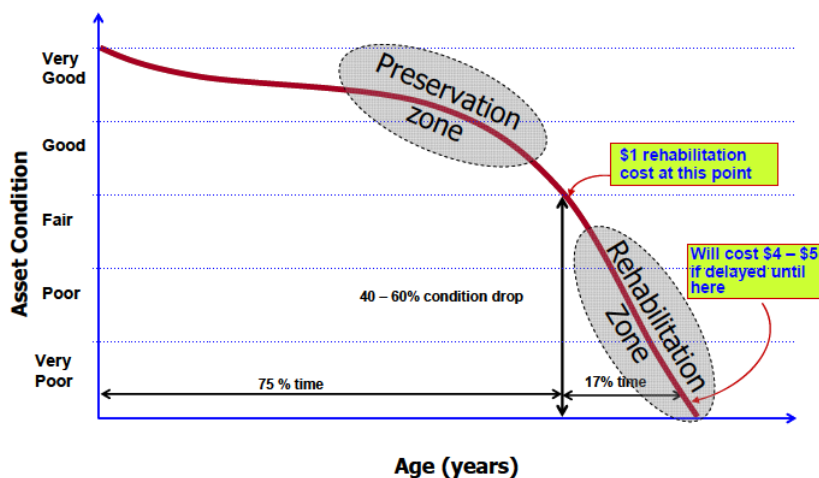 Very
Good
Good
Fair
Poor
Very
Poor
Asset Condition
Preservation
zone
$1 rehabilitation
cost at this point
Will cost $4 – $5
if delayed until
here
Rehabilitation
Zone
40 – 60% condition drop
75 % time
17% time
Age (years)